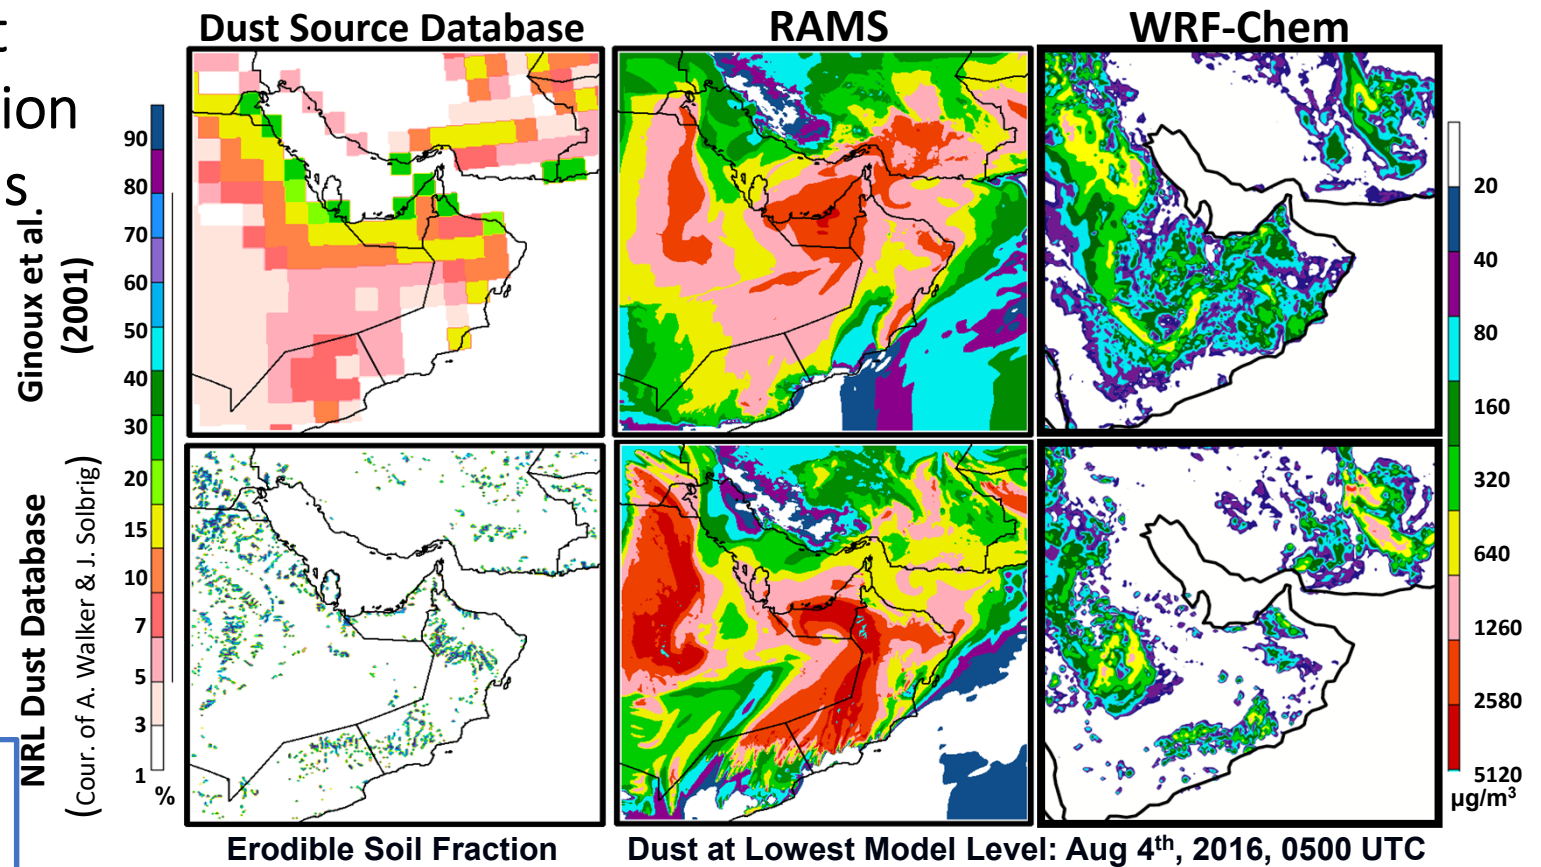 t
ion
s
Dust Source Database
RAMS
WRF-Chem
Ginoux et al.
(2001)
NRL Dust Database
(Cour. of A. Walker & J. Solbrig)
90
80
70
60
50
40
30
20
15
10
7
5
3
1
%
20
40
80
160
320
640
1260
2580
5120
µg/m³
Erodible Soil Fraction
Dust at Lowest Model Level: Aug 4th, 2016, 0500 UTC